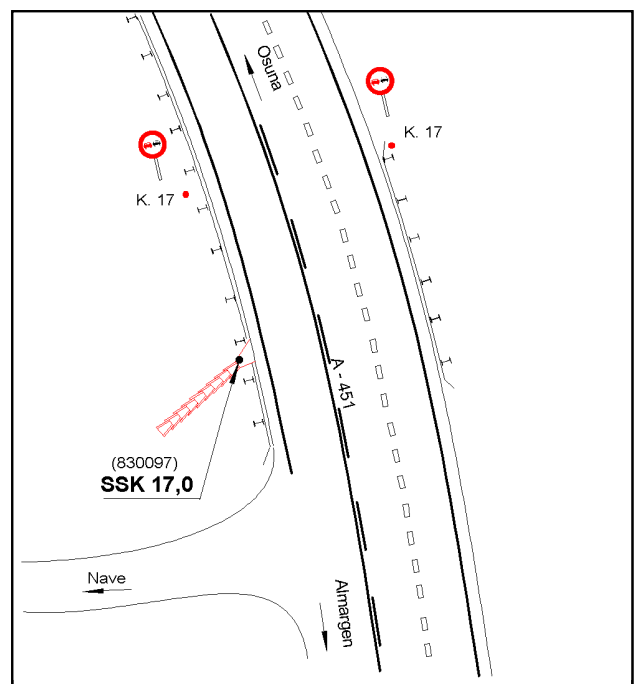 Osuna
K. 17
K. 17
A - 451
(830097)
SSK 17,0
Nave
Almargen